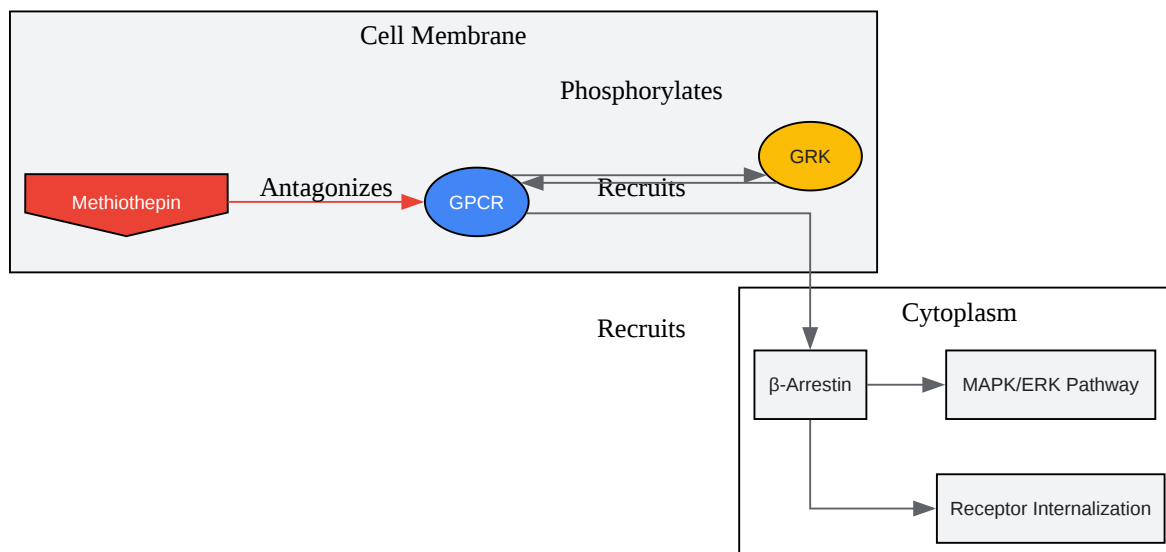 Cell Membrane
Phosphorylates
GRK
Methiothepin
Antagonizes
GPCR
Recruits
Recruits
Cytoplasm
β-Arrestin
MAPK/ERK Pathway
Receptor Internalization